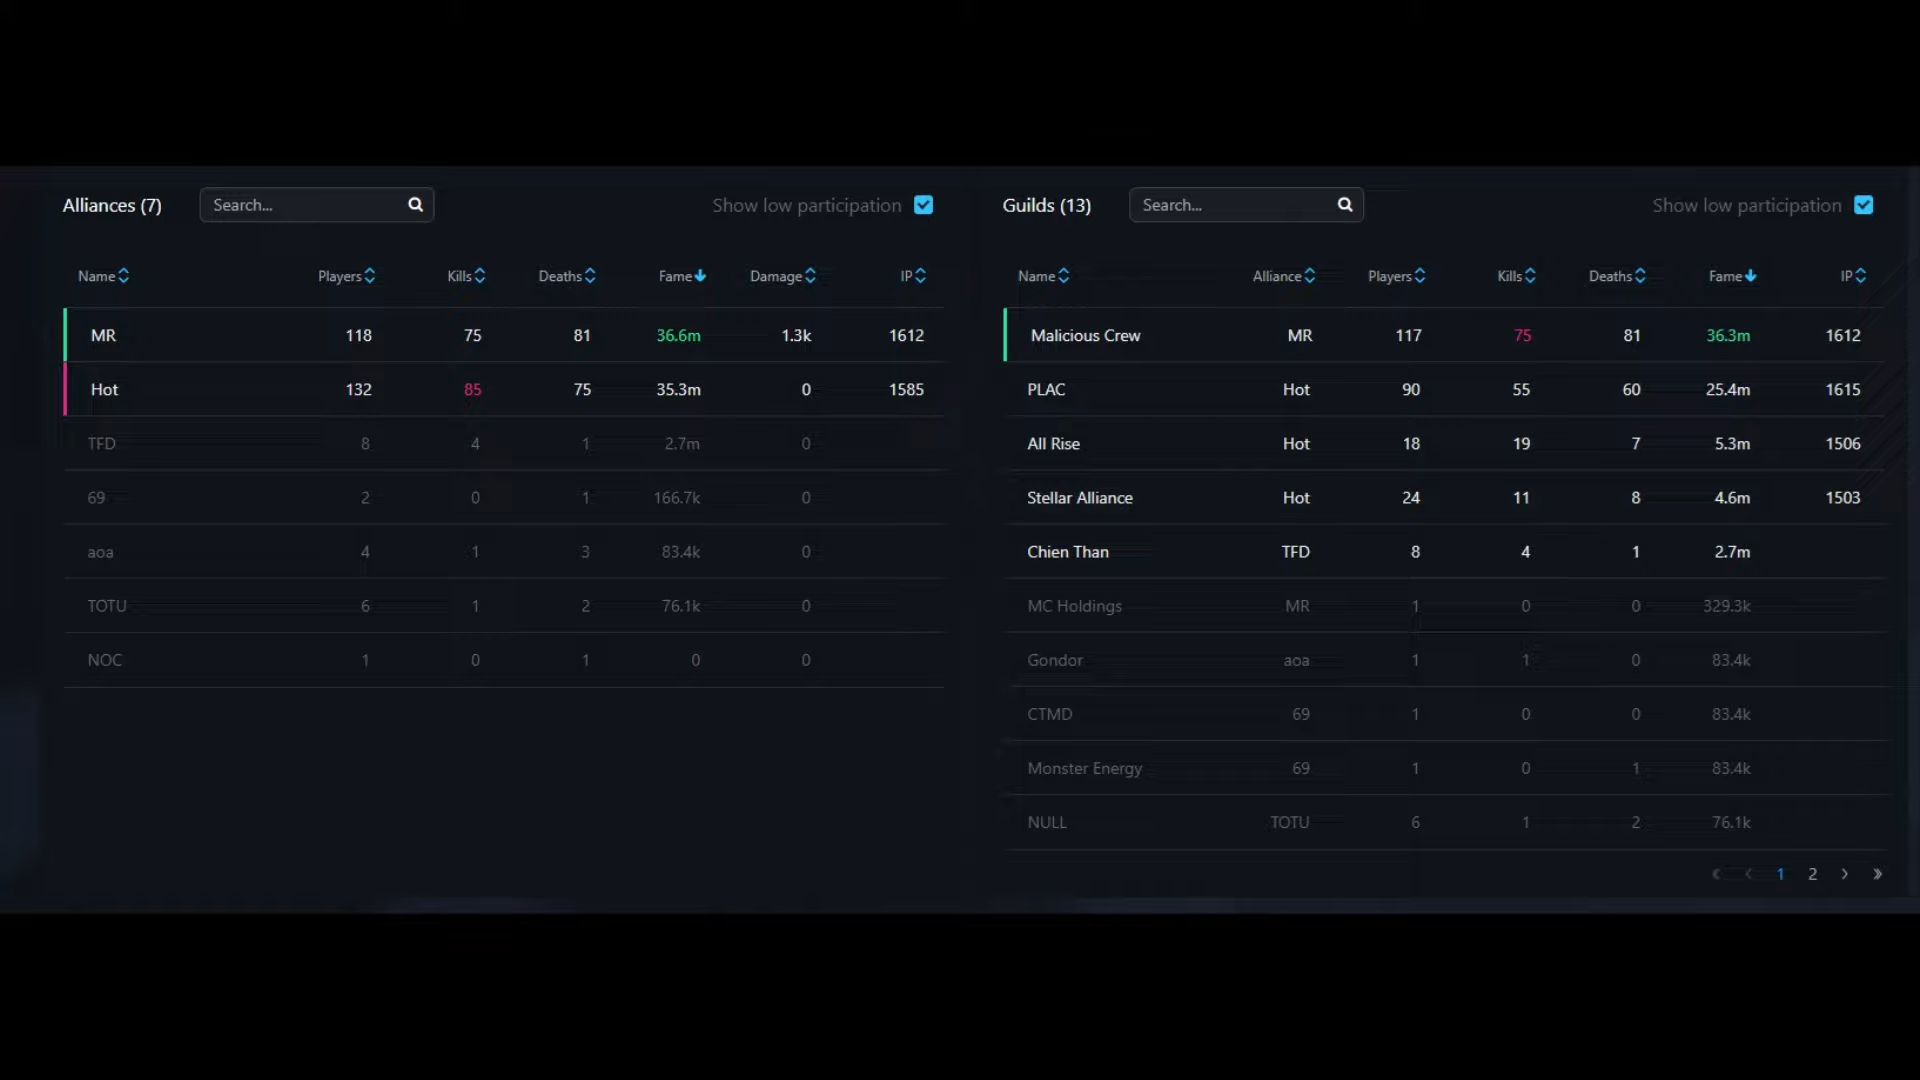 Alliances (7) Search... Show low participation
Name Players Kills Deaths Fame Damage IP
MR 118 75 81 36.6m 1.3k 1612
Hot 132 85 75 35.3m 0 1585
TFD 8 4 1 2.7m 0
69 2 0 1 166.7k 0
aoa 4 1 3 83.4k 0
TOTU 6 1 2 76.1k 0
NOC 1 0 1 0 0
Guilds (13) Search... Show low participation
Name Alliance Players Kills Deaths Fame IP
Malicious Crew MR 117 75 81 36.3m 1612
PLAC Hot 90 55 60 25.4m 1615
All Rise Hot 18 19 7 5.3m 1506
Stellar Alliance Hot 24 11 8 4.6m 1503
Chien Than TFD 8 4 1 2.7m
MC Holdings MR 1 0 0 329.3k
Gondor aoa 1 1 0 83.4k
CTMD 69 1 0 0 83.4k
Monster Energy 69 1 0 1 83.4k
NULL TOTU 6 1 2 76.1k
« ‹ 1 2 › »